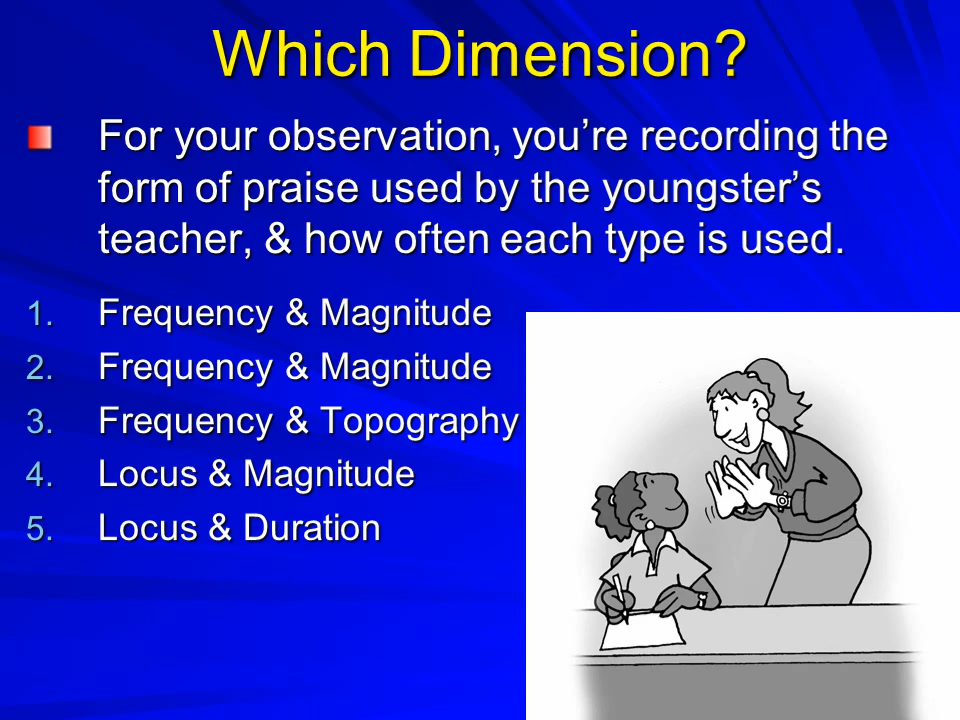 Which Dimension?
For your observation, you’re recording the
form of praise used by the youngster’s
teacher, & how often each type is used.
1. Frequency & Magnitude
2. Frequency & Magnitude
3. Frequency & Topography
4. Locus & Magnitude
5. Locus & Duration